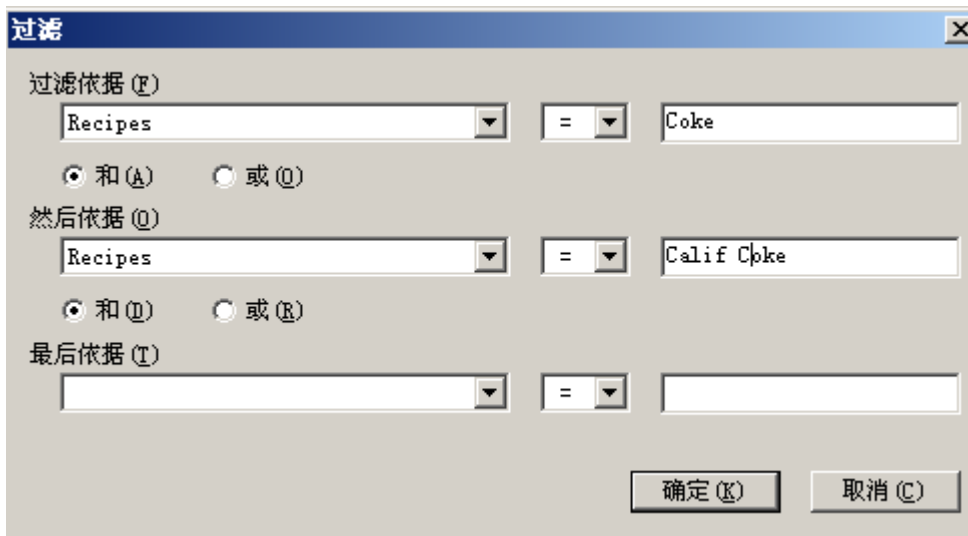 过滤
过滤依据(F)
Recipes = Coke
和(A) 或(O)
然后依据(O)
Recipes = Calif Coke
和(D) 或(R)
最后依据(T)
=
确定(K) 取消(C)